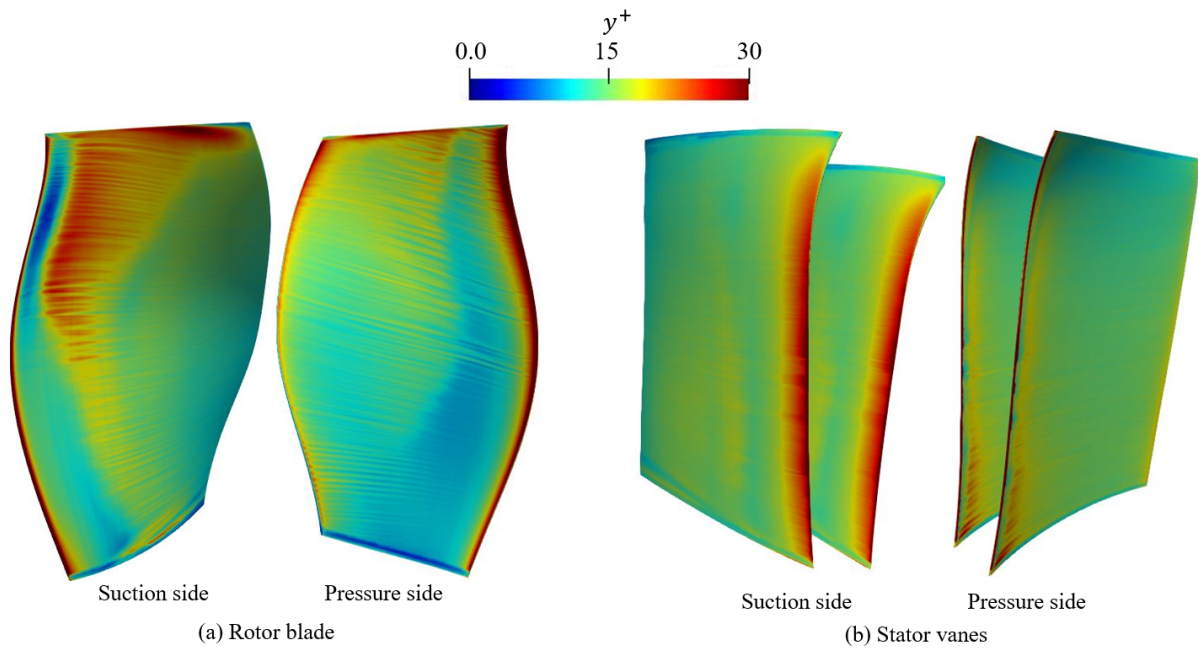 y⁺
0.0 15 30
Suction side Pressure side
(a) Rotor blade
Suction side Pressure side
(b) Stator vanes